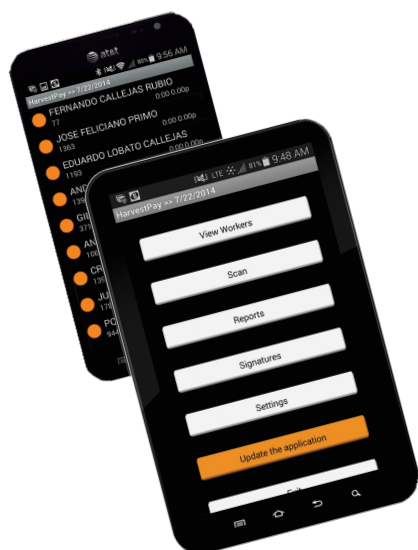 at&t
81% 9:56 AM
HarvestPay >> 7/22/2014
FERNANDO CALLEJAS RUBIO
77 0:00 0.00p
JOSE FELICIANO PRIMO
1363 0:00 0.00p
EDUARDO LOBATO CALLEJAS
1193 0:00 0.00p
LTE 81% 9:48 AM
HarvestPay >> 7/22/2014
View Workers
Scan
Reports
Signatures
Settings
Update the application